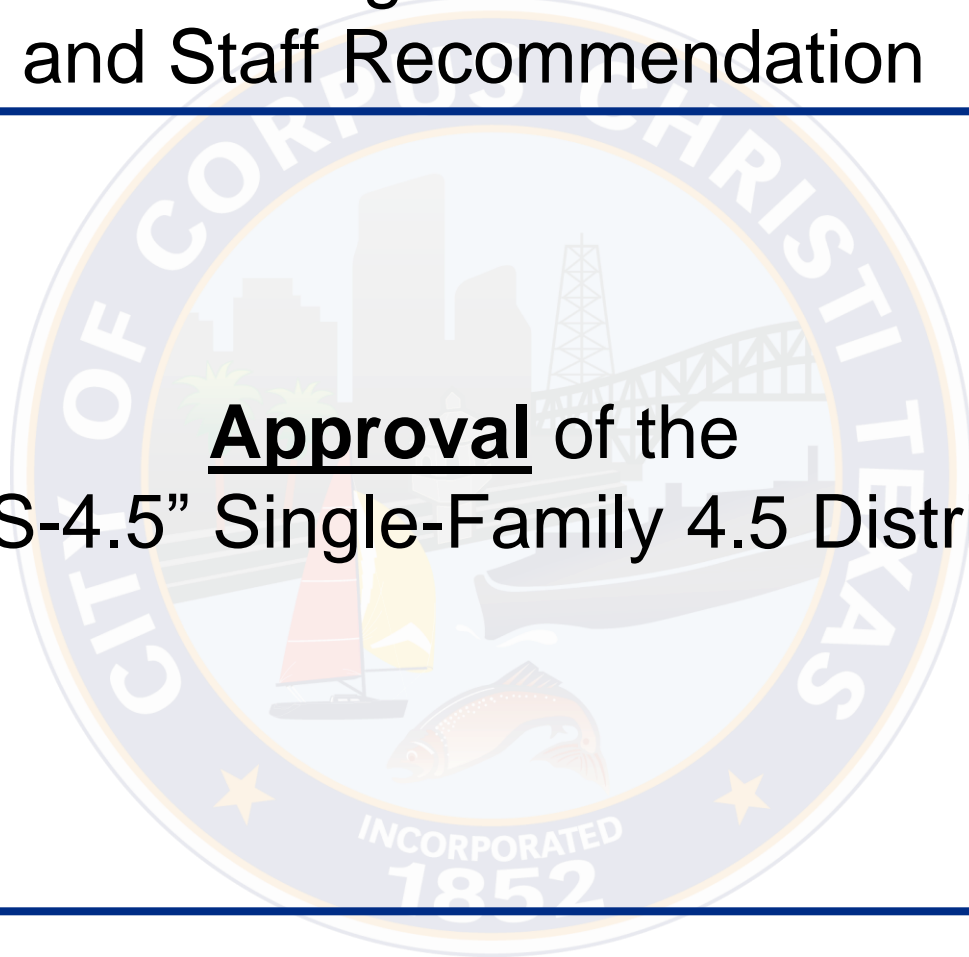 and Staff Recommendation
CITY OF CORPUS CHRISTI TEXAS
Approval of the
S-4.5” Single-Family 4.5 Distr
INCORPORATED
1852